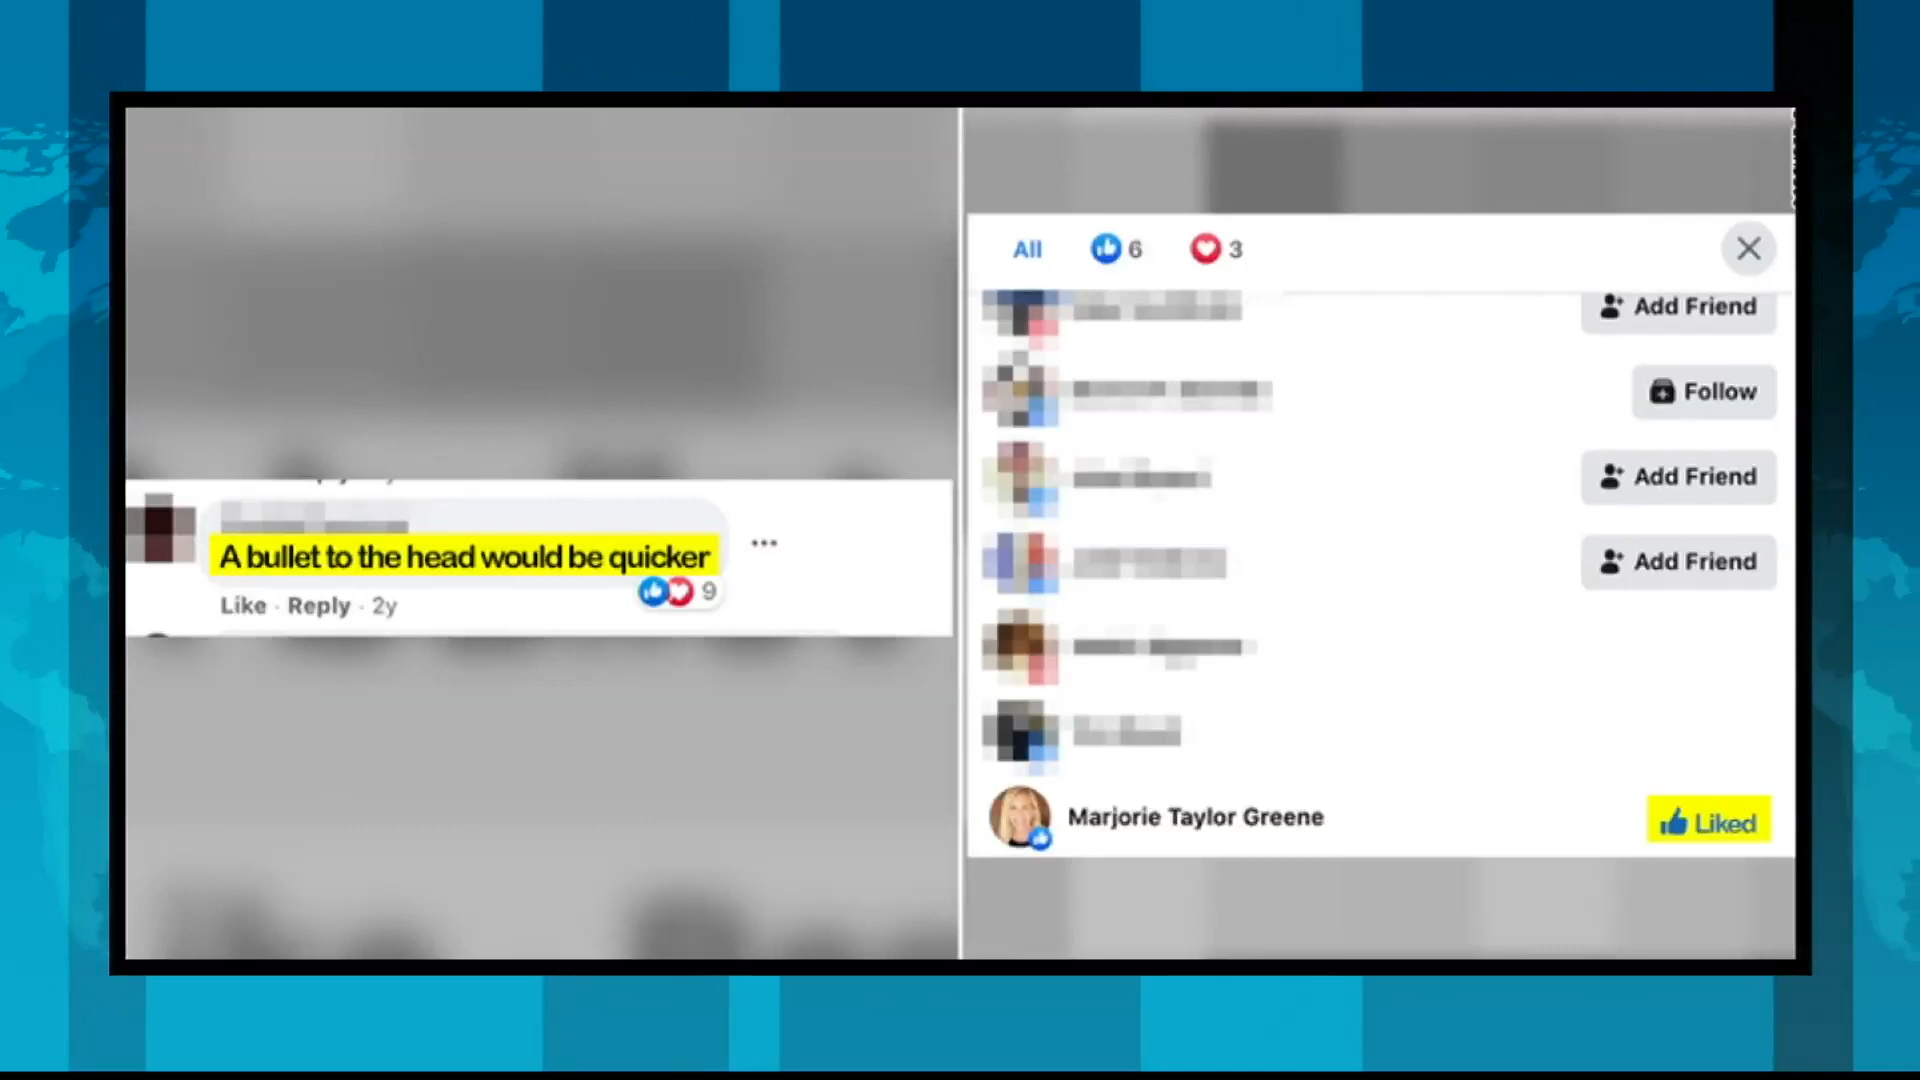 A bullet to the head would be quicker
9
Like · Reply · 2y
All 6 3
Add Friend
Follow
Add Friend
Add Friend
Marjorie Taylor Greene
Liked